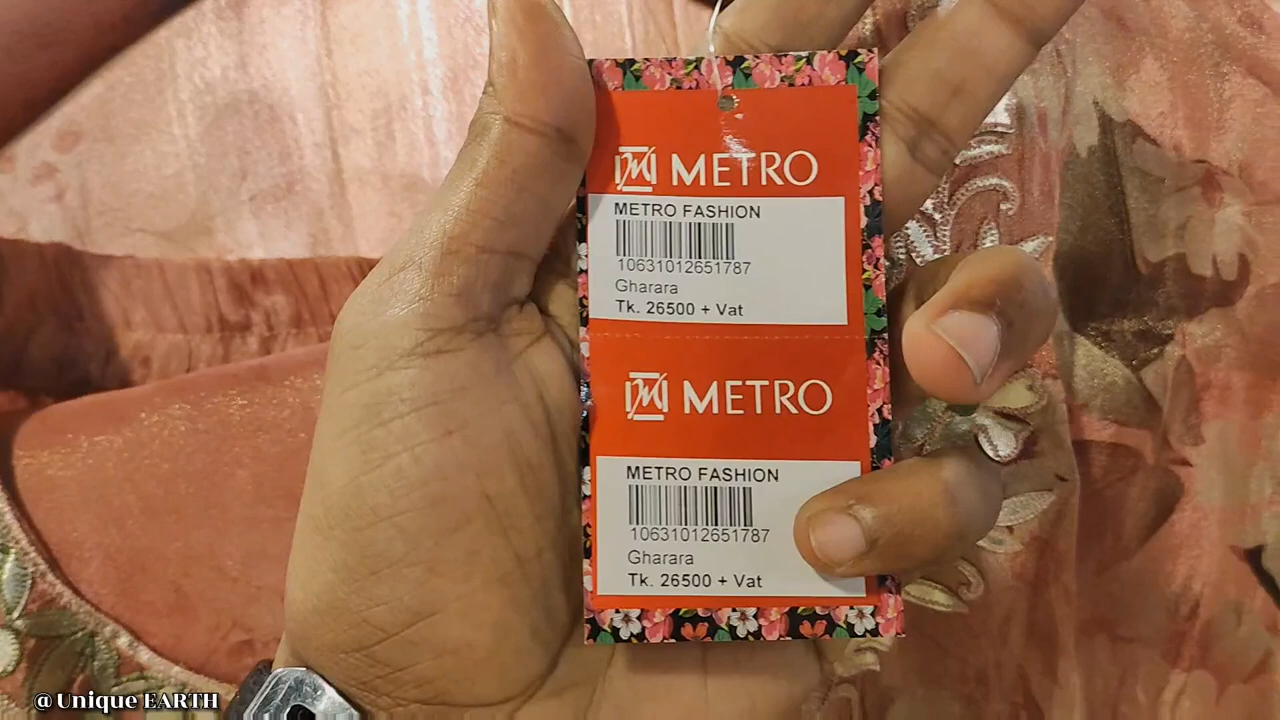 METRO
METRO FASHION
10631012651787
Gharara
Tk. 26500 + Vat
METRO
METRO FASHION
10631012651787
Gharara
Tk. 26500 + Vat
@Unique EARTH